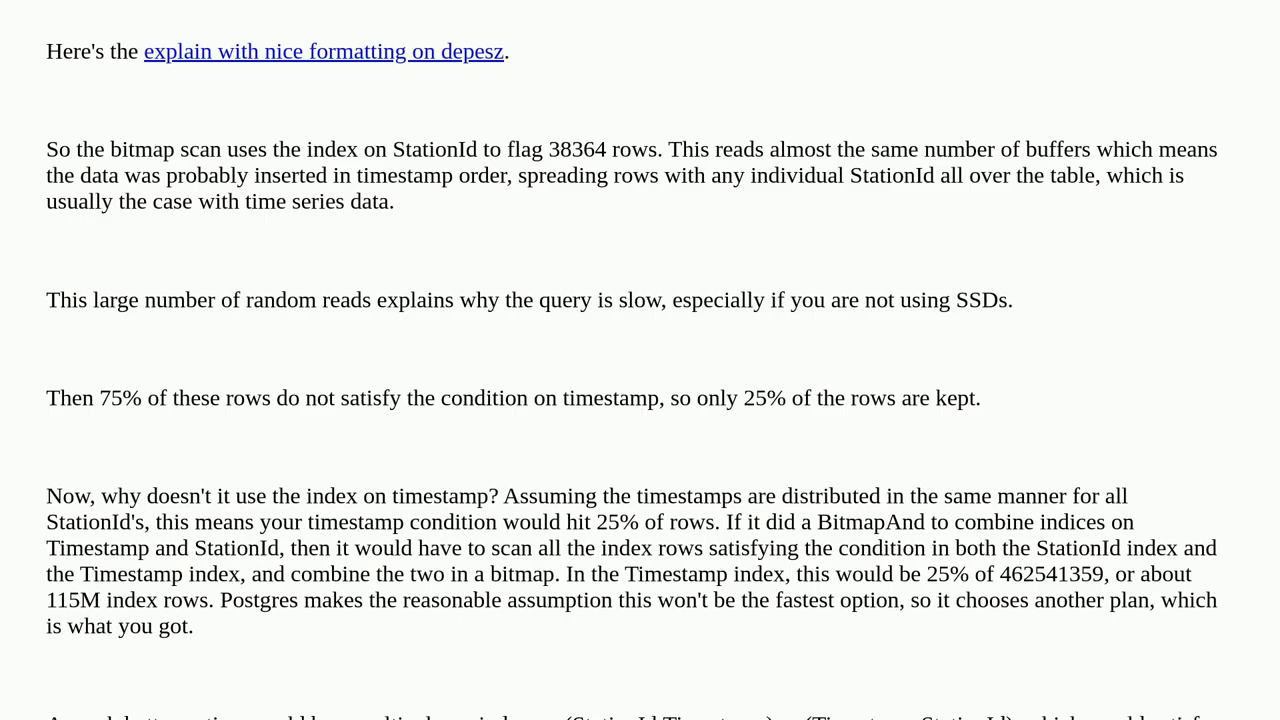 Here's the explain with nice formatting on depesz.
So the bitmap scan uses the index on StationId to flag 38364 rows. This reads almost the same number of buffers which means
the data was probably inserted in timestamp order, spreading rows with any individual StationId all over the table, which is
usually the case with time series data.
This large number of random reads explains why the query is slow, especially if you are not using SSDs.
Then 75% of these rows do not satisfy the condition on timestamp, so only 25% of the rows are kept.
Now, why doesn't it use the index on timestamp? Assuming the timestamps are distributed in the same manner for all
StationId's, this means your timestamp condition would hit 25% of rows. If it did a BitmapAnd to combine indices on
Timestamp and StationId, then it would have to scan all the index rows satisfying the condition in both the StationId index and
the Timestamp index, and combine the two in a bitmap. In the Timestamp index, this would be 25% of 462541359, or about
115M index rows. Postgres makes the reasonable assumption this won't be the fastest option, so it chooses another plan, which
is what you got.